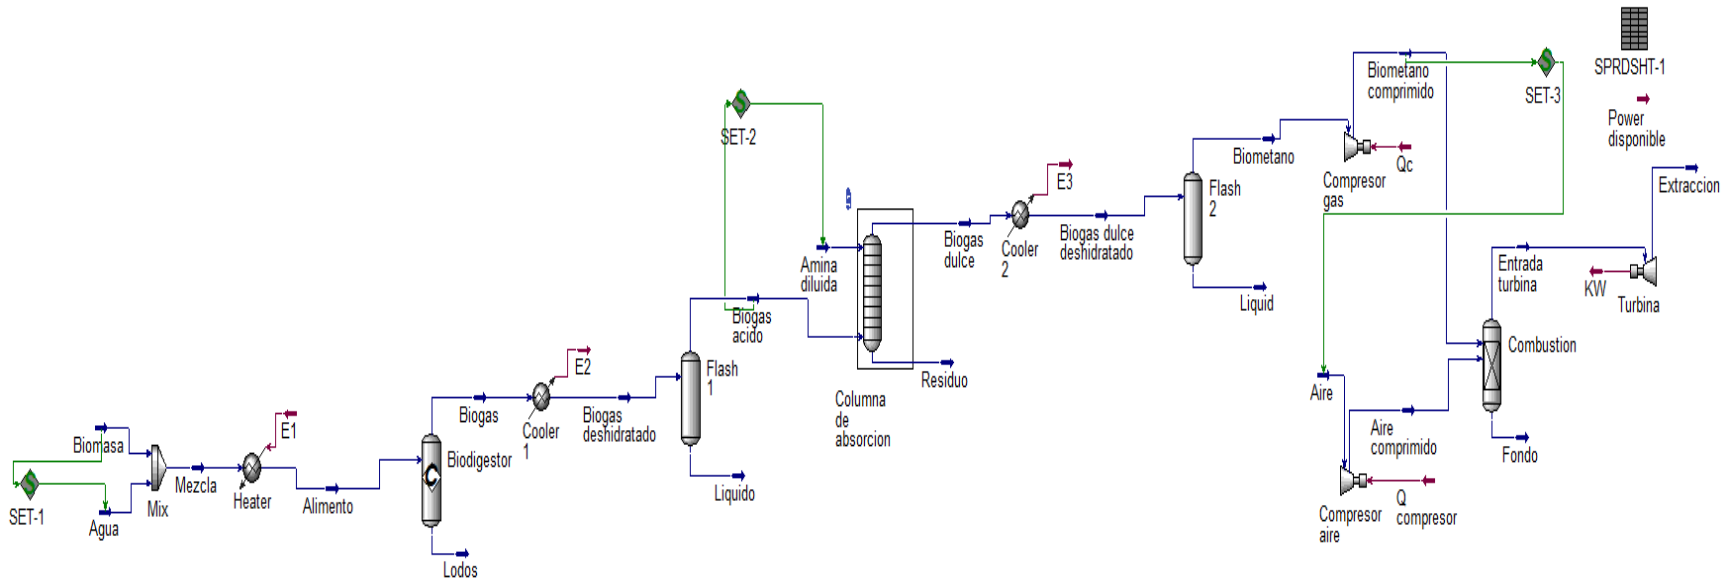 SET-1
Biomasa
Agua
Mix
Mezcla
E1
Heater
Alimento
Biodigestor
C
Lodos
Biogas
E2
Cooler
1
Biogas
deshidratado
Flash
1
Liquido
SET-2
Biogas
acido
Amina
diluida
Columna
de
absorcion
Residuo
Biogas
dulce
E3
Cooler
2
Biogas dulce
deshidratado
Flash
2
Liquid
Biometano
Compresor
gas
Qc
Biometano
comprimido
SET-3
SPRDSHT-1
Power
disponible
Extraccion
Entrada
turbina
KW
Turbina
Combustion
Fondo
Aire
Aire
comprimido
Compresor
aire
Q
compresor